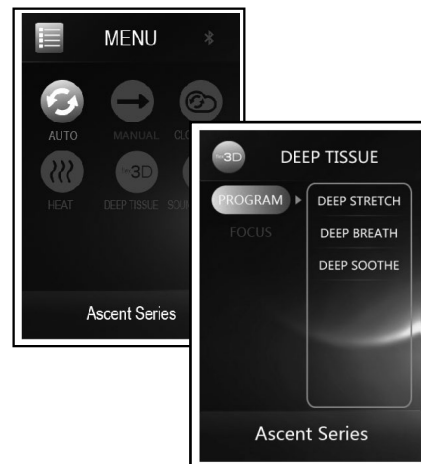 MENU
AUTO
MANUAL
HEAT
3D
DEEP TISSUE
Ascent Series
3D
DEEP TISSUE
PROGRAM
FOCUS
DEEP STRETCH
DEEP BREATH
DEEP SOOTHE
Ascent Series